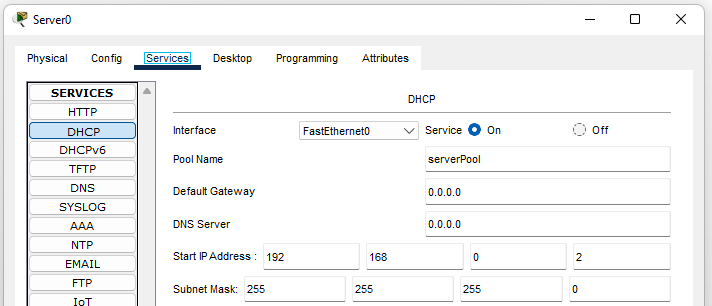 Server0
Physical Config Services Desktop Programming Attributes
SERVICES
HTTP
DHCP
DHCPv6
TFTP
DNS
SYSLOG
AAA
NTP
EMAIL
FTP
IoT
DHCP
Interface FastEthernet0 Service On Off
Pool Name serverPool
Default Gateway 0.0.0.0
DNS Server 0.0.0.0
Start IP Address : 192 168 0 2
Subnet Mask: 255 255 255 0